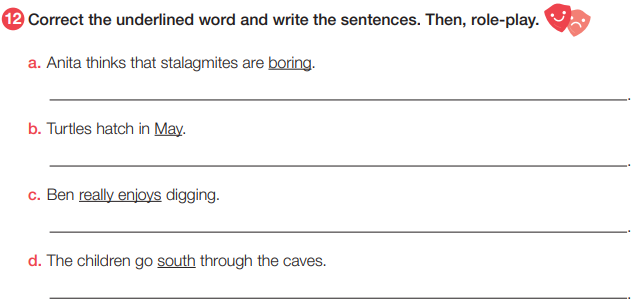 12 Correct the underlined word and write the sentences. Then, role-play.
a. Anita thinks that stalagmites are boring.
.
b. Turtles hatch in May.
.
c. Ben really enjoys digging.
.
d. The children go south through the caves.
.